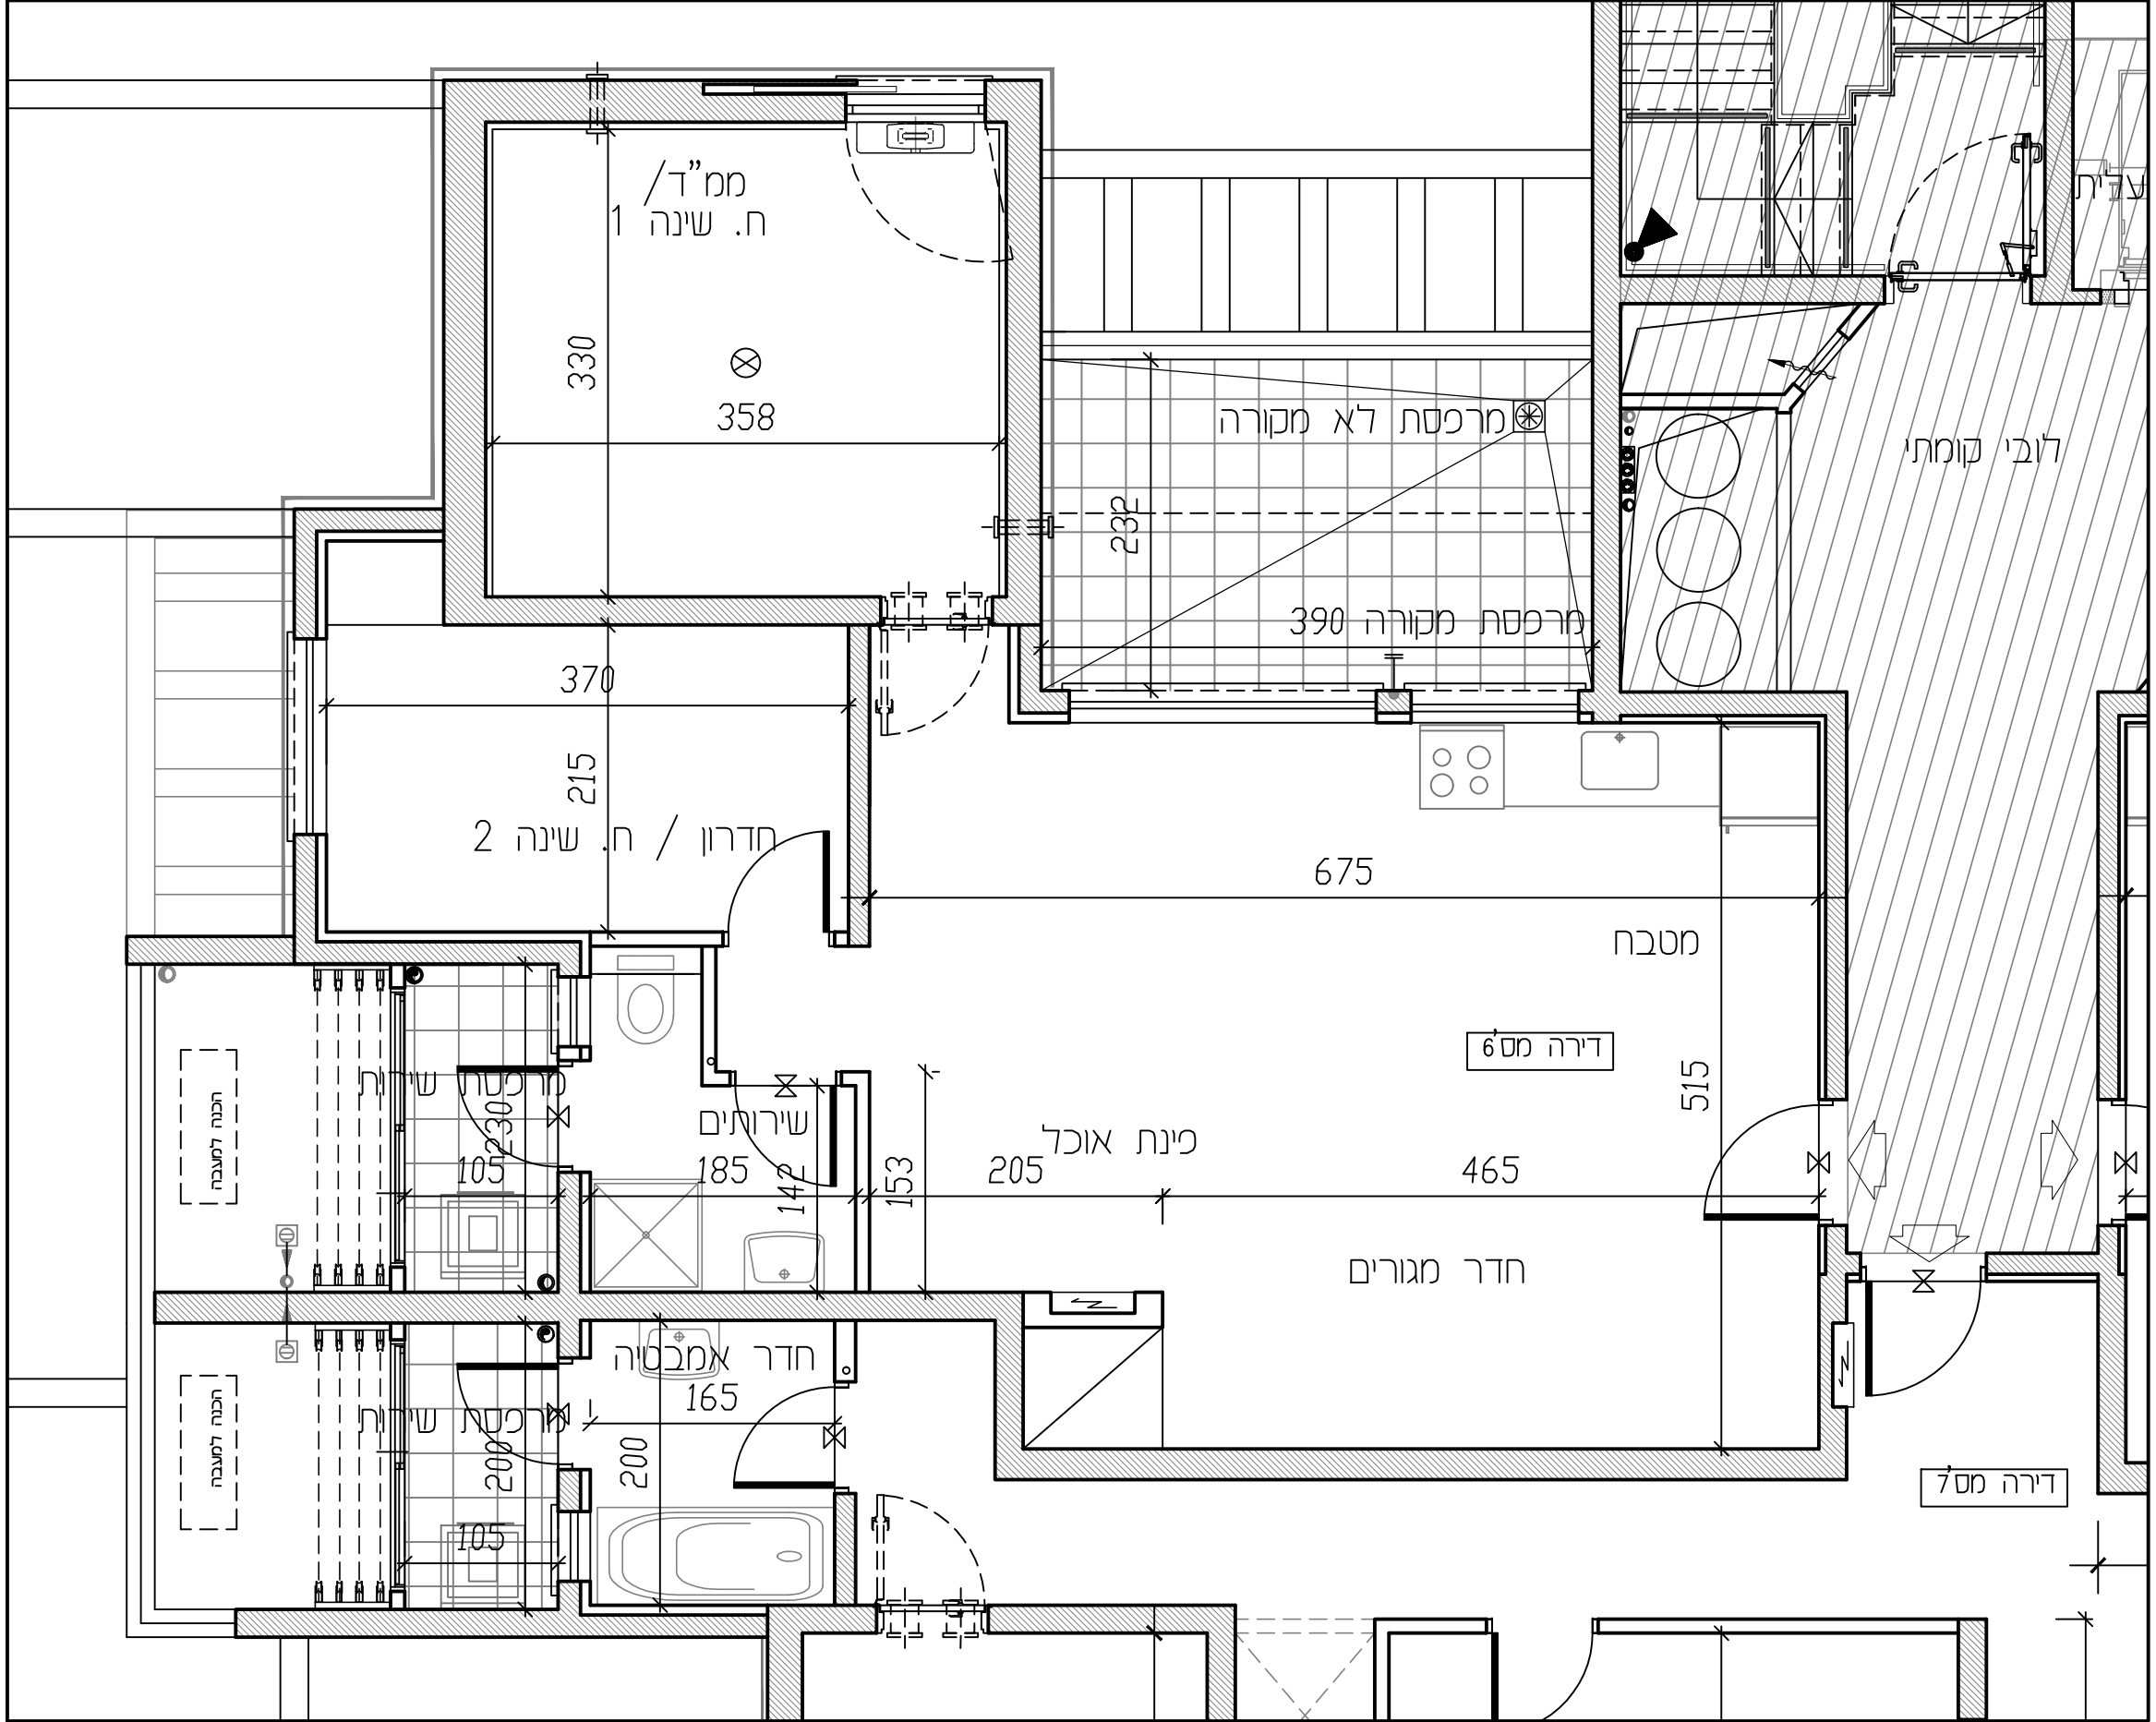 ממ"ד/
ח. שינה 1
330
358
מרפסת לא מקורה
232
מרפסת מקורה 390
לובי קומתי
370
215
חדרון / ח. שינה 2
675
מטבח
דירה מס' 6
515
מרפסת שירות
230
105
הכנה למעבה
שירותים
185
142
153
פינת אוכל
205
465
חדר מגורים
חדר אמבטיה
165
200
מרפסת שירות
200
105
הכנה למעבה
דירה מס' 7